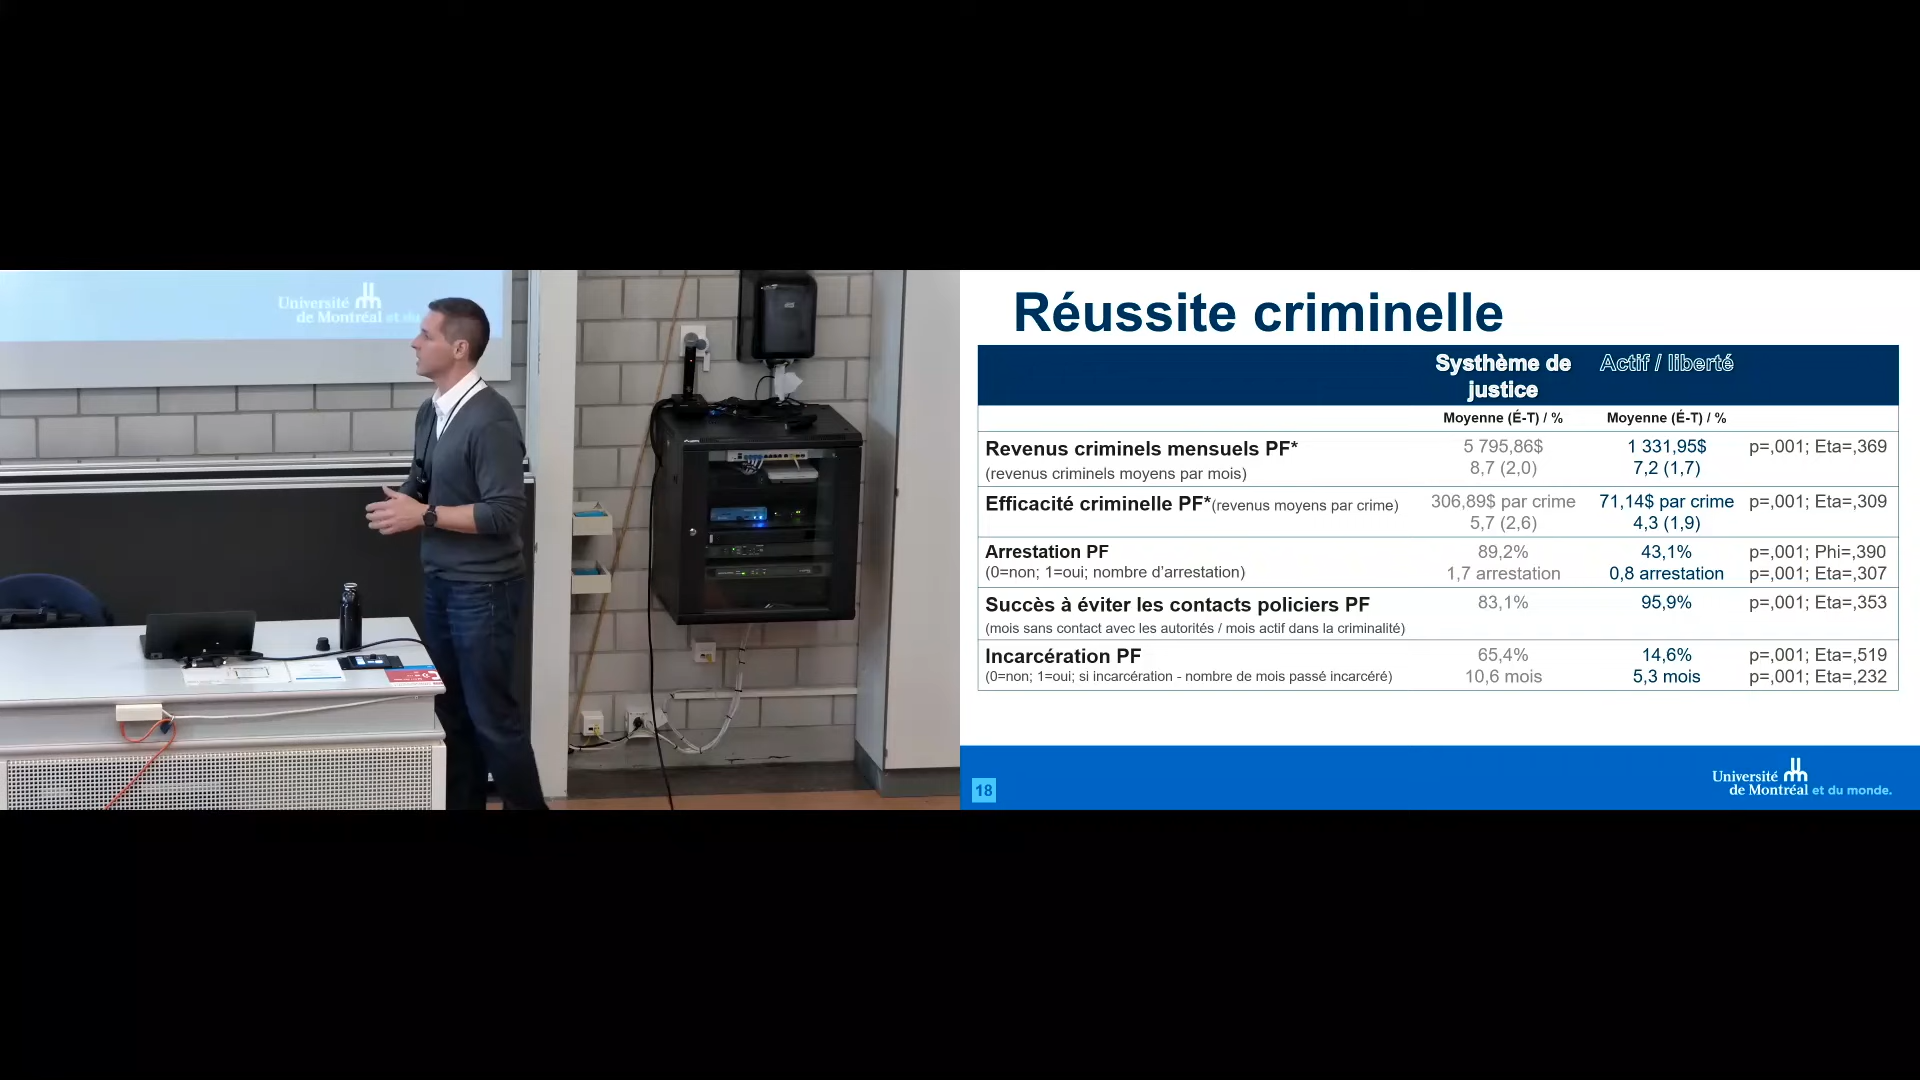 Université
de Montréal et du
Réussite criminelle
Systhème de
justice
Actif / liberté
Moyenne (É-T) / %
Moyenne (É-T) / %
Revenus criminels mensuels PF*
(revenus criminels moyens par mois)
5 795,86$
8,7 (2,0)
1 331,95$
7,2 (1,7)
p=,001; Eta=,369
Efficacité criminelle PF*(revenus moyens par crime)
306,89$ par crime
5,7 (2,6)
71,14$ par crime
4,3 (1,9)
p=,001; Eta=,309
Arrestation PF
(0=non; 1=oui; nombre d’arrestation)
89,2%
1,7 arrestation
43,1%
0,8 arrestation
p=,001; Phi=,390
p=,001; Eta=,307
Succès à éviter les contacts policiers PF
(mois sans contact avec les autorités / mois actif dans la criminalité)
83,1%
95,9%
p=,001; Eta=,353
Incarcération PF
(0=non; 1=oui; si incarcération - nombre de mois passé incarcéré)
65,4%
10,6 mois
14,6%
5,3 mois
p=,001; Eta=,519
p=,001; Eta=,232
18
Université
de Montréal et du monde.